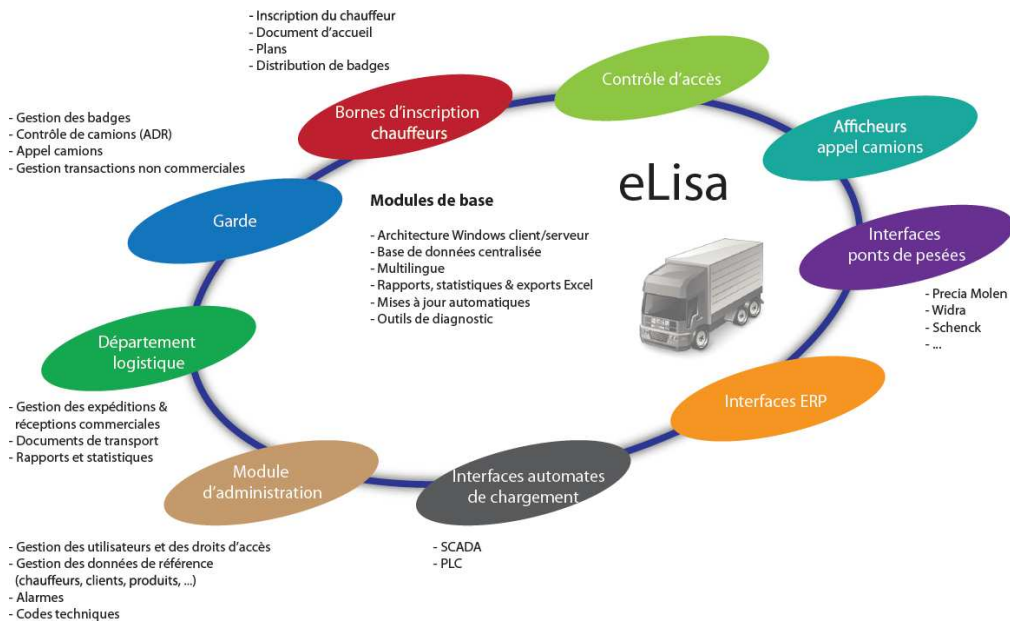 - Inscription du chauffeur
- Document d'accueil
- Plans
- Distribution de badges
Bornes d'inscription
chauffeurs
Contrôle d'accès
Afficheurs
appel camions
- Gestion des badges
- Contrôle de camions (ADR)
- Appel camions
- Gestion transactions non commerciales
Garde
eLisa
Modules de base
- Architecture Windows client/serveur
- Base de données centralisée
- Multilingue
- Rapports, statistiques & exports Excel
- Mises à jour automatiques
- Outils de diagnostic
Interfaces
ponts de pesées
- Precia Molen
- Widra
- Schenck
- ...
Département
logistique
- Gestion des expéditions &
réceptions commerciales
- Documents de transport
- Rapports et statistiques
Interfaces ERP
Module
d'administration
- Gestion des utilisateurs et des droits d'accès
- Gestion des données de référence
(chauffeurs, clients, produits, ...)
- Alarmes
- Codes techniques
Interfaces automates
de chargement
- SCADA
- PLC